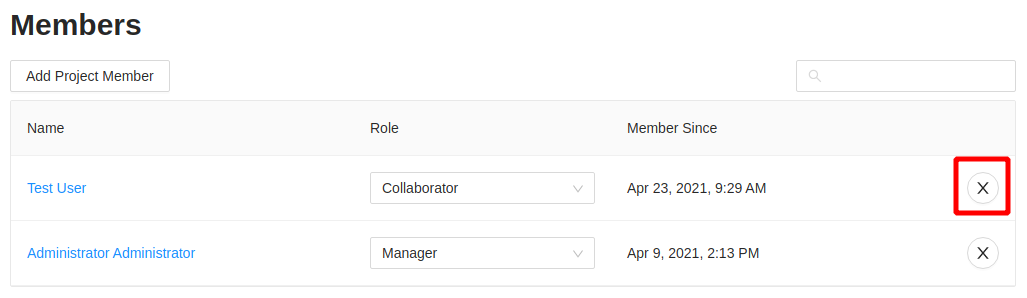 Members
Add Project Member
Name Role Member Since
Test User Collaborator Apr 23, 2021, 9:29 AM X
Administrator Administrator Manager Apr 9, 2021, 2:13 PM X